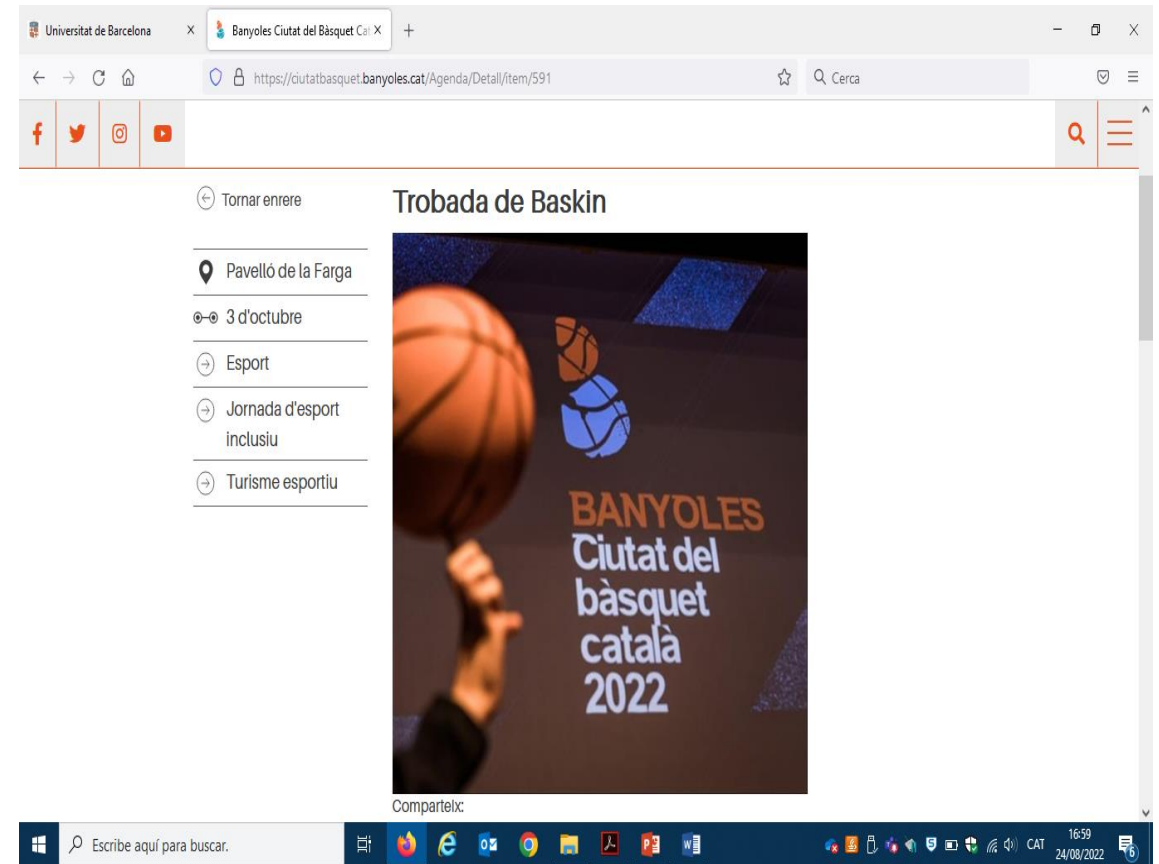 Universitat de Barcelona
Banyoles Ciutat del Bàsquet Cat
https://ciutatbasquet.banyoles.cat/Agenda/Detall/item/591
Cerca
Tornar enrere
Trobada de Baskin
Pavelló de la Farga
3 d'octubre
Esport
Jornada d'esport
inclusiu
Turisme esportiu
BANYOLES
Ciutat del
bàsquet
català
2022
Comparteix:
Escribe aquí para buscar.
CAT
16:59
24/08/2022
6